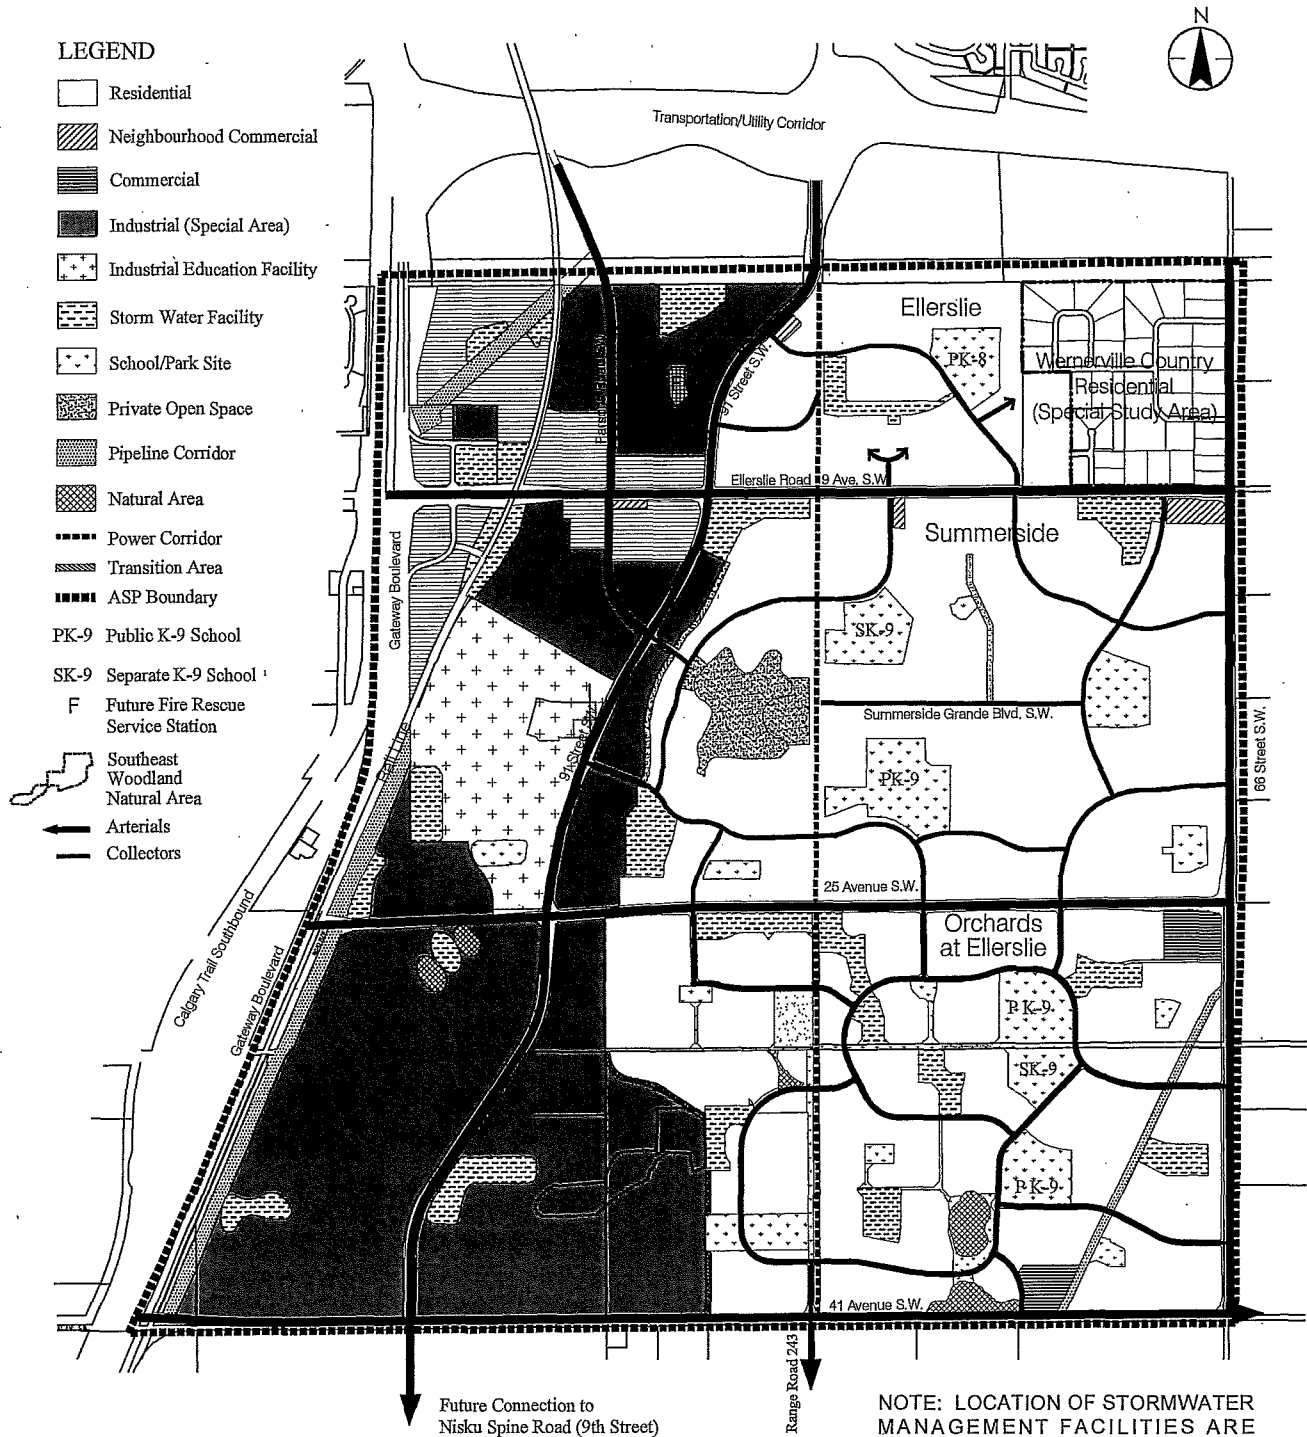 N
LEGEND
Residential
Neighbourhood Commercial
Commercial
Industrial (Special Area)
Industrial Education Facility
Storm Water Facility
School/Park Site
Private Open Space
Pipeline Corridor
Natural Area
Power Corridor
Transition Area
ASP Boundary
PK-9 Public K-9 School
SK-9 Separate K-9 School
F Future Fire Rescue
Service Station
Southeast
Woodland
Natural Area
Arterials
Collectors
Transportation/Utility Corridor
Ellerslie
PK-8
Wernerville Country
Residential
(Special Study Area)
91 Street S.W.
Ellerslie Road 9 Ave. S.W.
Summerside
Gateway Boulevard
SK-9
Summerside Grande Blvd. S.W.
66 Street S.W.
Rail Line
91 Street S.W.
PK-9
25 Avenue S.W.
Orchards
at Ellerslie
Calgary Trail Southbound
Gateway Boulevard
PK-9
SK-9
PK-9
41 Avenue S.W.
Range Road 243
Future Connection to
Nisku Spine Road (9th Street)
NOTE: LOCATION OF STORMWATER
MANAGEMENT FACILITIES ARE